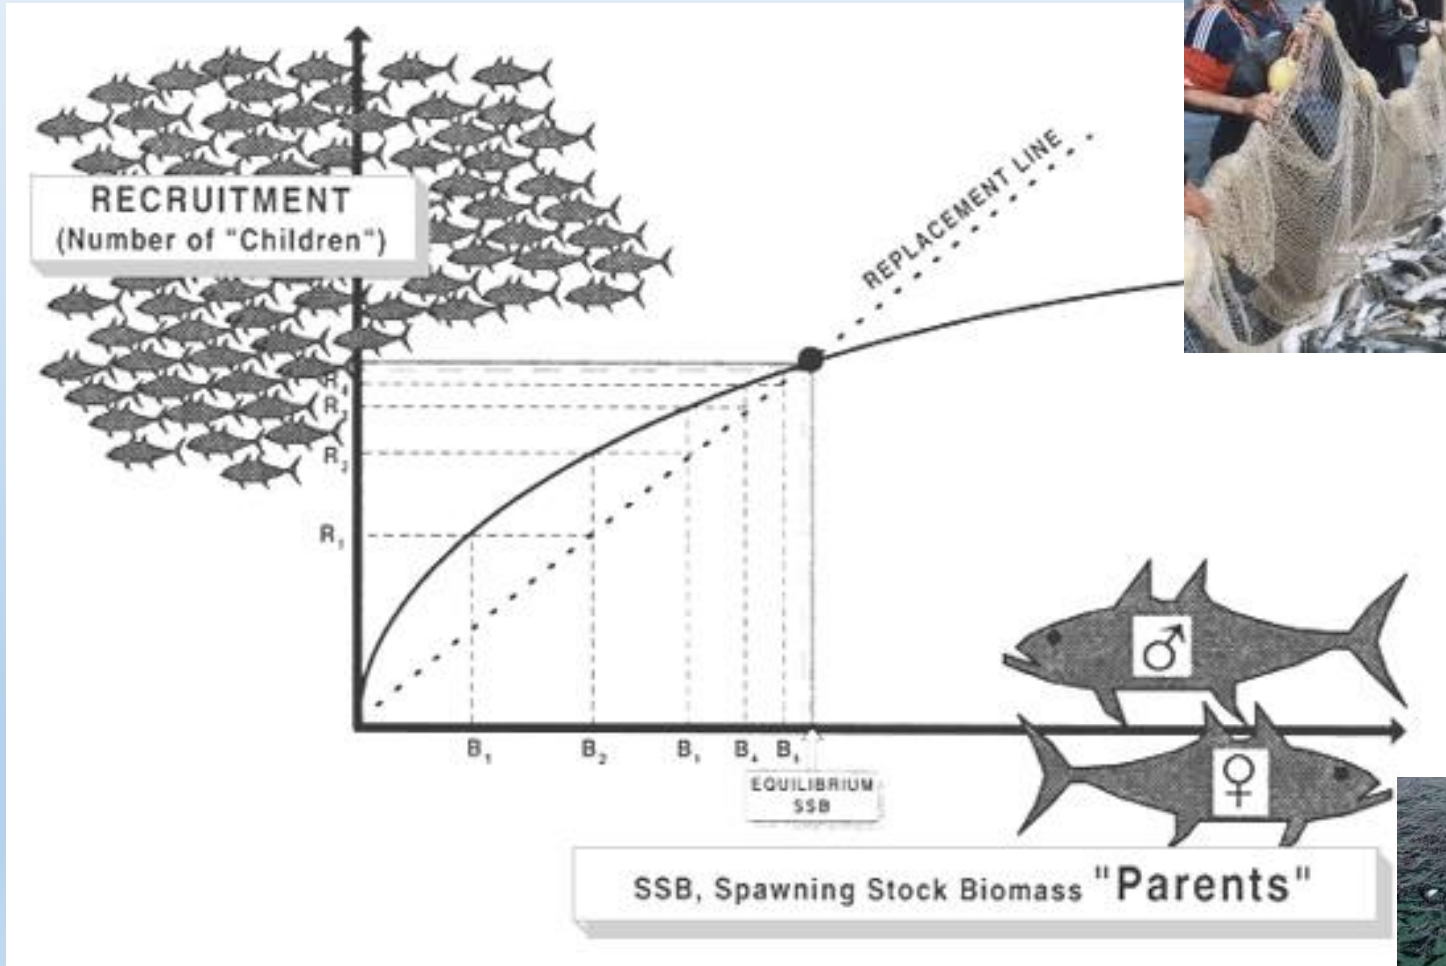 RECRUITMENT
(Number of "Children")
REPLACEMENT LINE
R₄
R₃
R₂
R₁
B₁ B₂ B₃ B₄ B₅
EQUILIBRIUM
SSB
♂
♀
SSB, Spawning Stock Biomass "Parents"